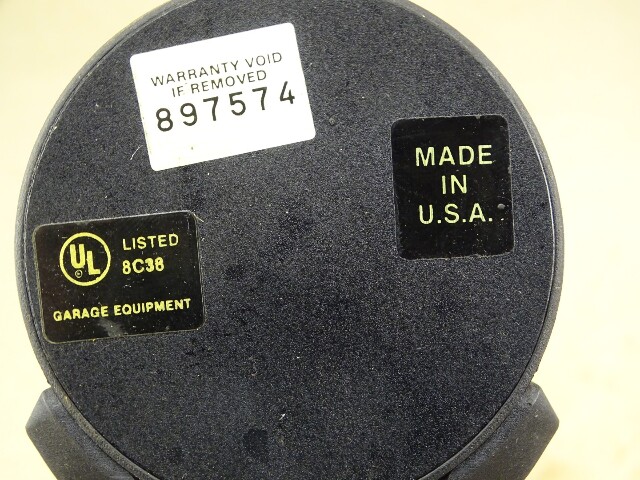 WARRANTY VOID
IF REMOVED
897574
MADE
IN
U.S.A.
UL
©
LISTED
8C38
GARAGE EQUIPMENT